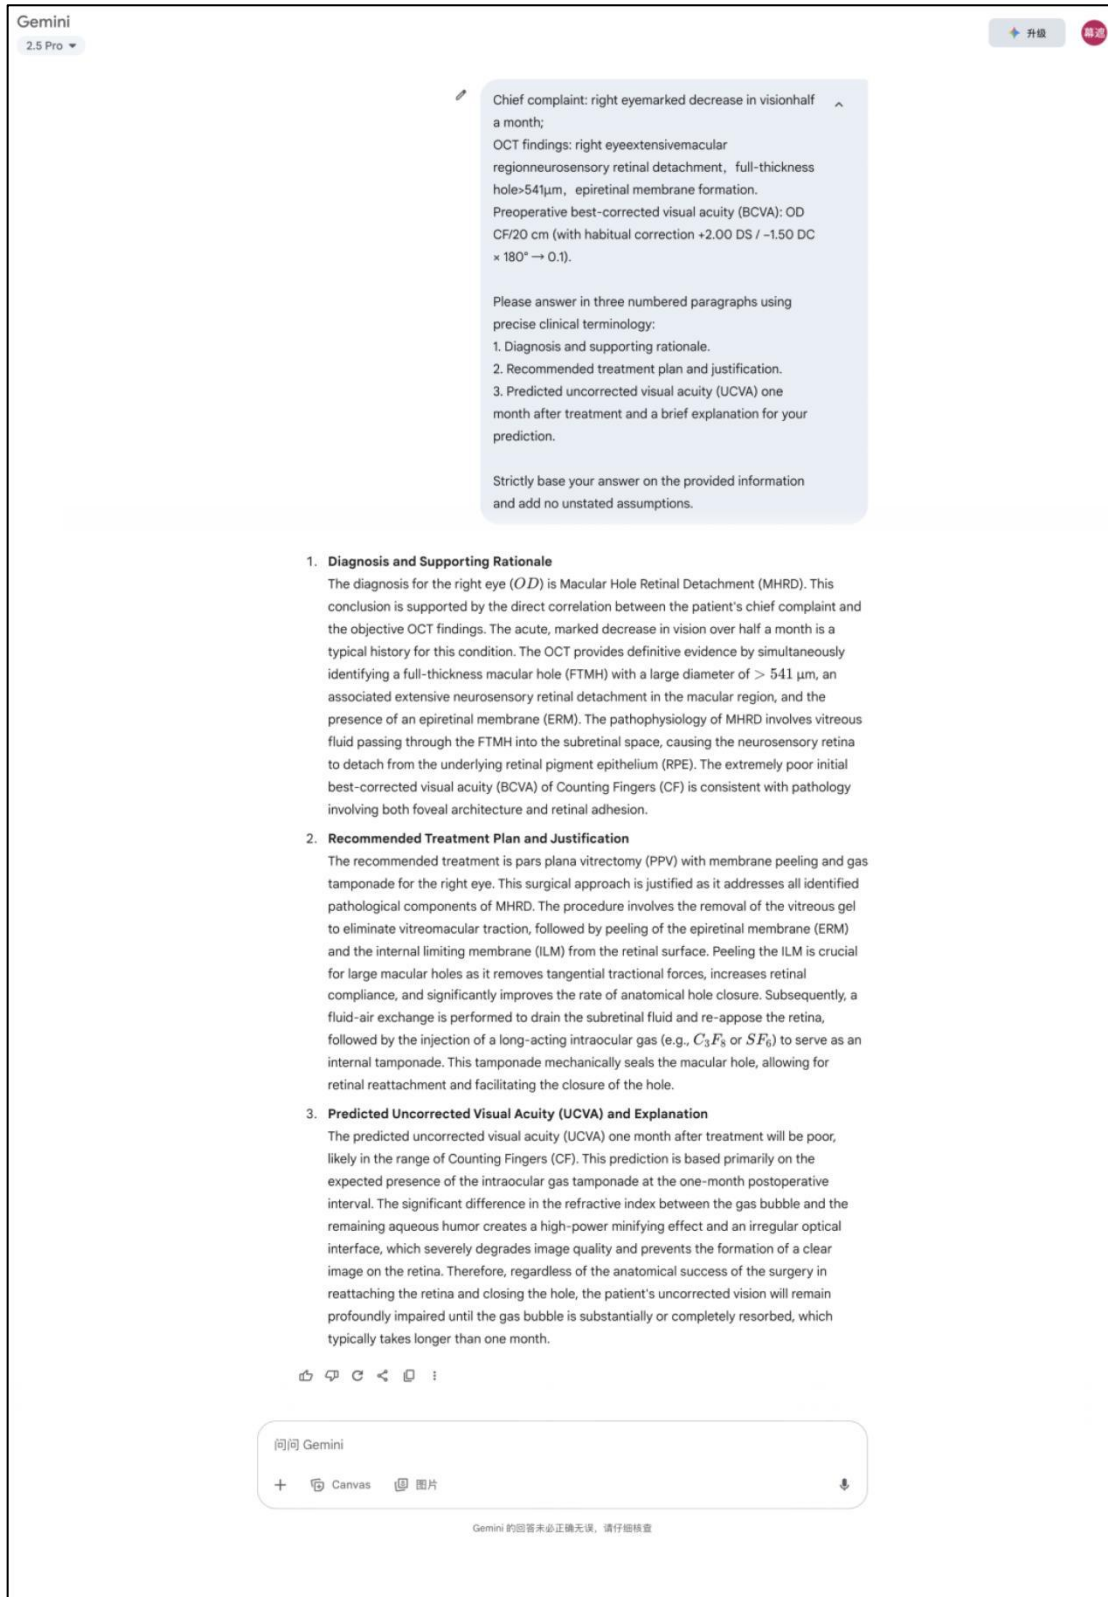 Gemini
2.5 Pro
升级
幕遮
Chief complaint: right eyemarked decrease in visionhalf
a month;
OCT findings: right eyeextensivemacular
regionneurosensory retinal detachment，full-thickness
hole>541μm，epiretinal membrane formation.
Preoperative best-corrected visual acuity (BCVA): OD
CF/20 cm (with habitual correction +2.00 DS / −1.50 DC
× 180° → 0.1).
Please answer in three numbered paragraphs using
precise clinical terminology:
1. Diagnosis and supporting rationale.
2. Recommended treatment plan and justification.
3. Predicted uncorrected visual acuity (UCVA) one
month after treatment and a brief explanation for your
prediction.
Strictly base your answer on the provided information
and add no unstated assumptions.
1. Diagnosis and Supporting Rationale
The diagnosis for the right eye (OD) is Macular Hole Retinal Detachment (MHRD). This
conclusion is supported by the direct correlation between the patient's chief complaint and
the objective OCT findings. The acute, marked decrease in vision over half a month is a
typical history for this condition. The OCT provides definitive evidence by simultaneously
identifying a full-thickness macular hole (FTMH) with a large diameter of > 541 μm, an
associated extensive neurosensory retinal detachment in the macular region, and the
presence of an epiretinal membrane (ERM). The pathophysiology of MHRD involves vitreous
fluid passing through the FTMH into the subretinal space, causing the neurosensory retina
to detach from the underlying retinal pigment epithelium (RPE). The extremely poor initial
best-corrected visual acuity (BCVA) of Counting Fingers (CF) is consistent with pathology
involving both foveal architecture and retinal adhesion.
2. Recommended Treatment Plan and Justification
The recommended treatment is pars plana vitrectomy (PPV) with membrane peeling and gas
tamponade for the right eye. This surgical approach is justified as it addresses all identified
pathological components of MHRD. The procedure involves the removal of the vitreous gel
to eliminate vitreomacular traction, followed by peeling of the epiretinal membrane (ERM)
and the internal limiting membrane (ILM) from the retinal surface. Peeling the ILM is crucial
for large macular holes as it removes tangential tractional forces, increases retinal
compliance, and significantly improves the rate of anatomical hole closure. Subsequently, a
fluid-air exchange is performed to drain the subretinal fluid and re-appose the retina,
followed by the injection of a long-acting intraocular gas (e.g., C₃F₈ or SF₆) to serve as an
internal tamponade. This tamponade mechanically seals the macular hole, allowing for
retinal reattachment and facilitating the closure of the hole.
3. Predicted Uncorrected Visual Acuity (UCVA) and Explanation
The predicted uncorrected visual acuity (UCVA) one month after treatment will be poor,
likely in the range of Counting Fingers (CF). This prediction is based primarily on the
expected presence of the intraocular gas tamponade at the one-month postoperative
interval. The significant difference in the refractive index between the gas bubble and the
remaining aqueous humor creates a high-power minifying effect and an irregular optical
interface, which severely degrades image quality and prevents the formation of a clear
image on the retina. Therefore, regardless of the anatomical success of the surgery in
reattaching the retina and closing the hole, the patient's uncorrected vision will remain
profoundly impaired until the gas bubble is substantially or completely resorbed, which
typically takes longer than one month.
问问 Gemini
Canvas
图片
Gemini 的回答未必正确无误，请仔细核查